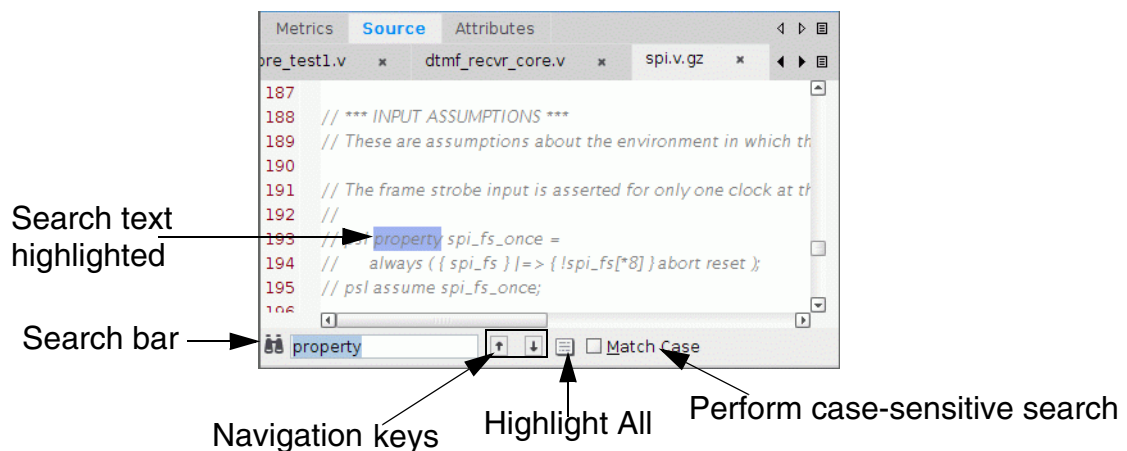 Metrics Source Attributes
ore_test1.v × dtmf_recvr_core.v × spi.v.gz ×
187
188 // *** INPUT ASSUMPTIONS ***
189 // These are assumptions about the environment in which th
190
191 // The frame strobe input is asserted for only one clock at th
192 //
193 // psl property spi_fs_once =
194 // always ( { spi_fs } |=> { !spi_fs[*8] } abort reset );
195 // psl assume spi_fs_once;
196
Search text
highlighted
Search bar
property Match Case
Navigation keys
Highlight All
Perform case-sensitive search